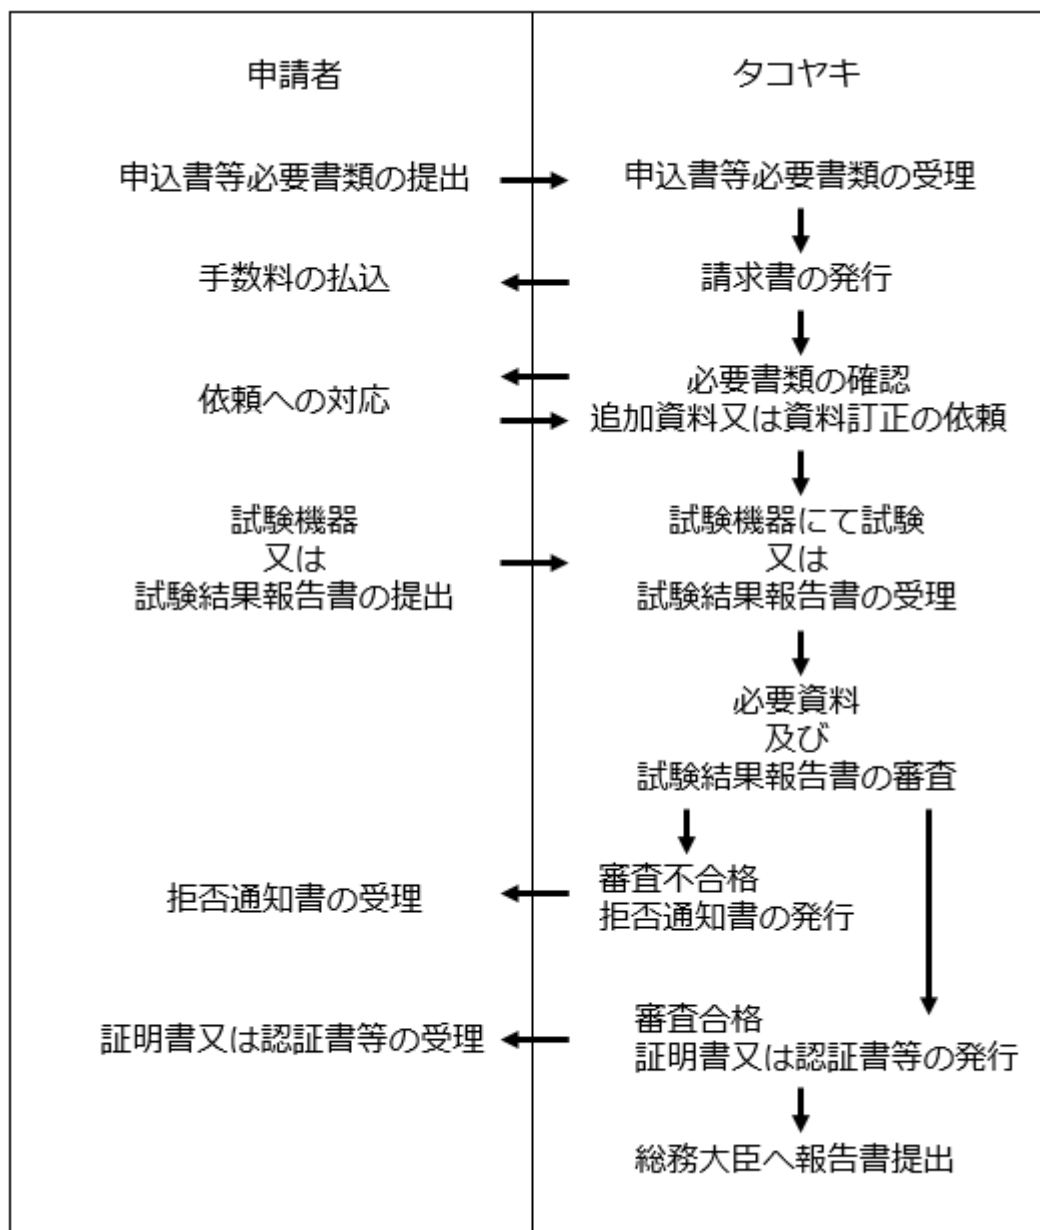 申請者
タコヤキ
申込書等必要書類の提出
申込書等必要書類の受理
手数料の払込
請求書の発行
依頼への対応
必要書類の確認
追加資料又は資料訂正の依頼
試験機器
又は
試験結果報告書の提出
試験機器にて試験
又は
試験結果報告書の受理
必要資料
及び
試験結果報告書の審査
拒否通知書の受理
審査不合格
拒否通知書の発行
証明書又は認証書等の受理
審査合格
証明書又は認証書等の発行
総務大臣へ報告書提出